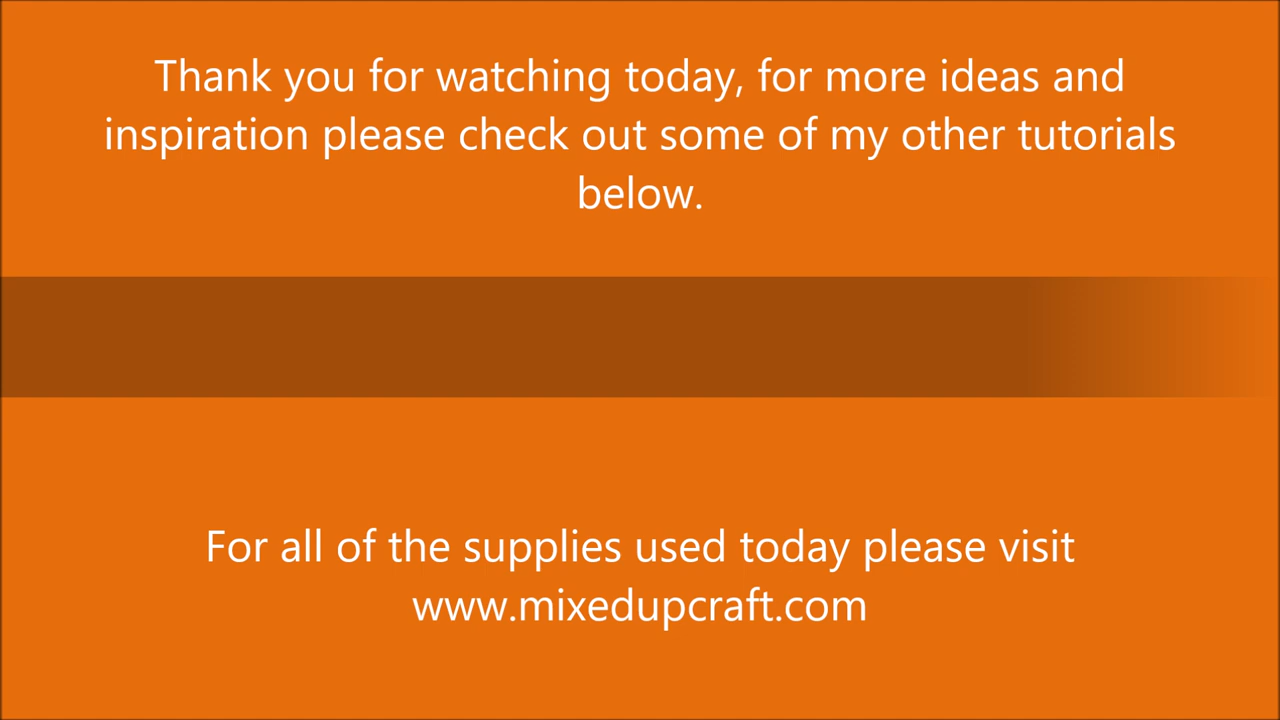 Thank you for watching today, for more ideas and
inspiration please check out some of my other tutorials
below.
For all of the supplies used today please visit
www.mixedupcraft.com